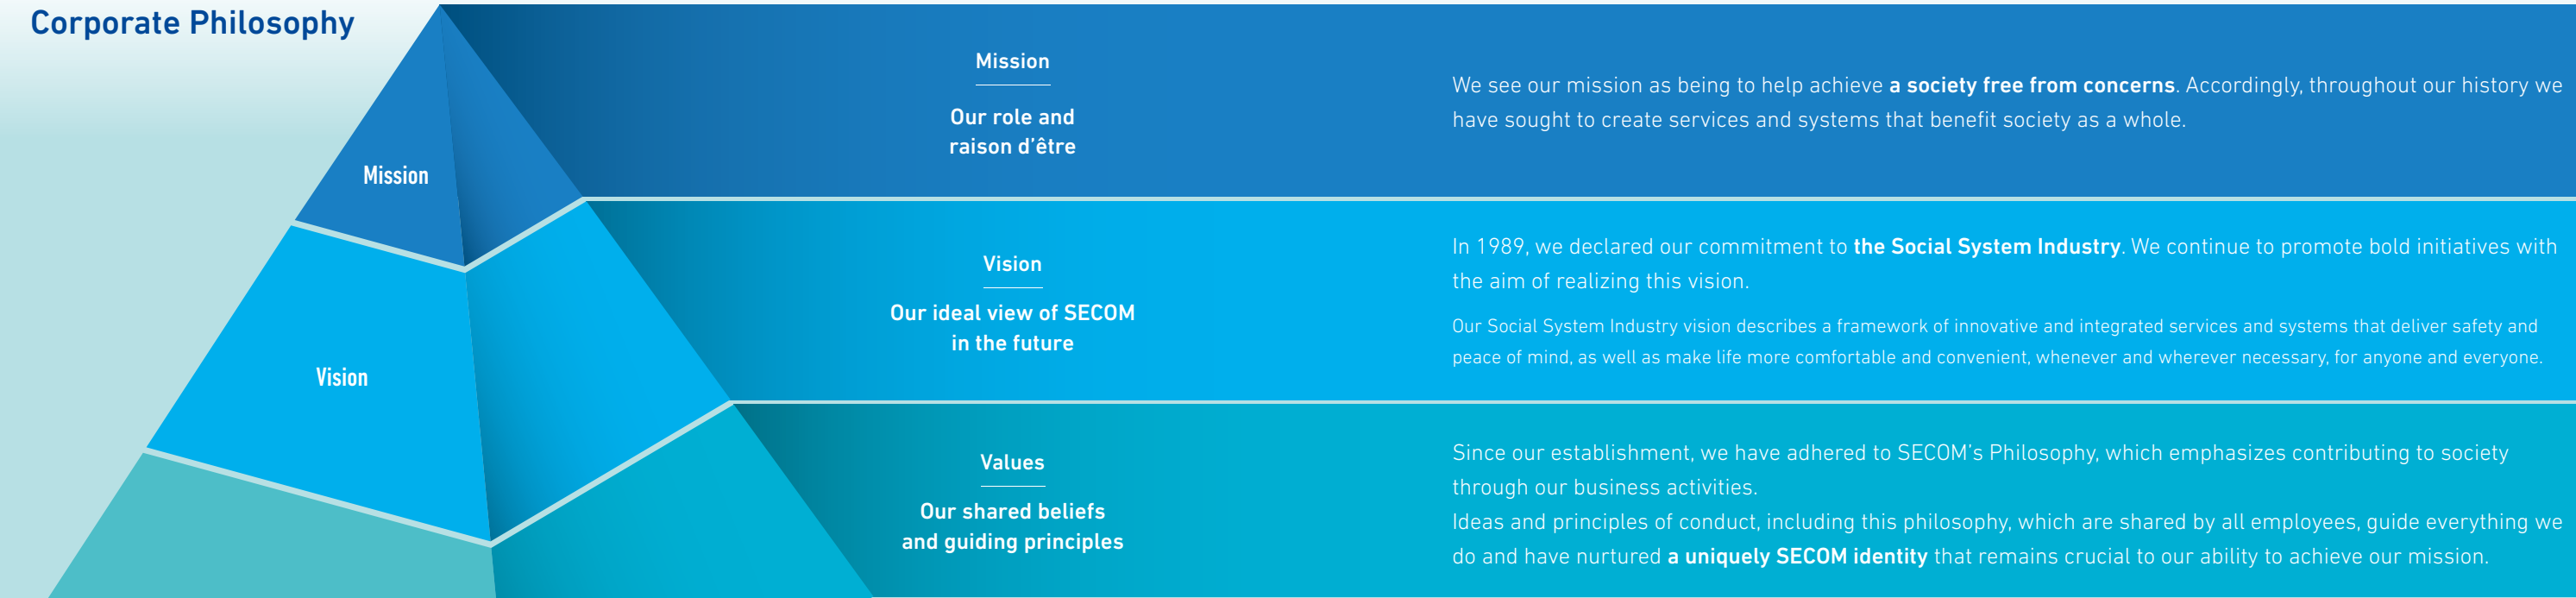 Corporate Philosophy
Mission
Vision
Mission
Our role and
raison d’être
We see our mission as being to help achieve a society free from concerns. Accordingly, throughout our history we
have sought to create services and systems that benefit society as a whole.
Vision
Our ideal view of SECOM
in the future
In 1989, we declared our commitment to the Social System Industry. We continue to promote bold initiatives with
the aim of realizing this vision.
Our Social System Industry vision describes a framework of innovative and integrated services and systems that deliver safety and
peace of mind, as well as make life more comfortable and convenient, whenever and wherever necessary, for anyone and everyone.
Values
Our shared beliefs
and guiding principles
Since our establishment, we have adhered to SECOM’s Philosophy, which emphasizes contributing to society
through our business activities.
Ideas and principles of conduct, including this philosophy, which are shared by all employees, guide everything we
do and have nurtured a uniquely SECOM identity that remains crucial to our ability to achieve our mission.